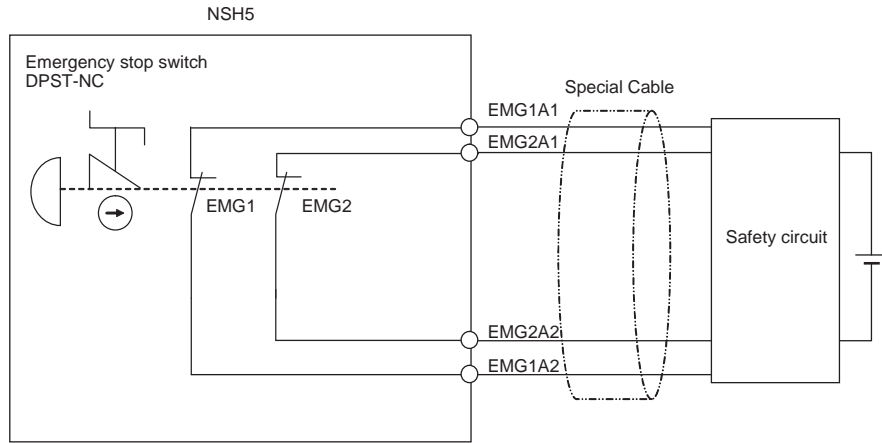 NSH5
Emergency stop switch
DPST-NC
Special Cable
EMG1A1
EMG2A1
EMG1
EMG2
Safety circuit
EMG2A2
EMG1A2